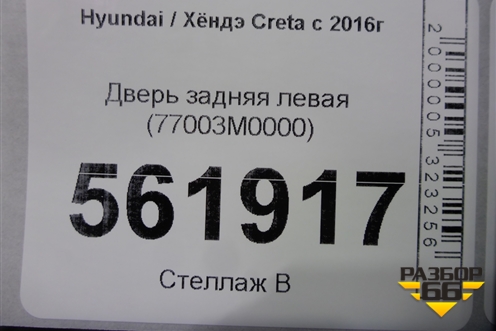 Hyundai / Хёндэ Creta с 2016г
Дверь задняя левая
(77003M0000)
561917
Стеллаж В
2000005323256
РАЗБОР
66